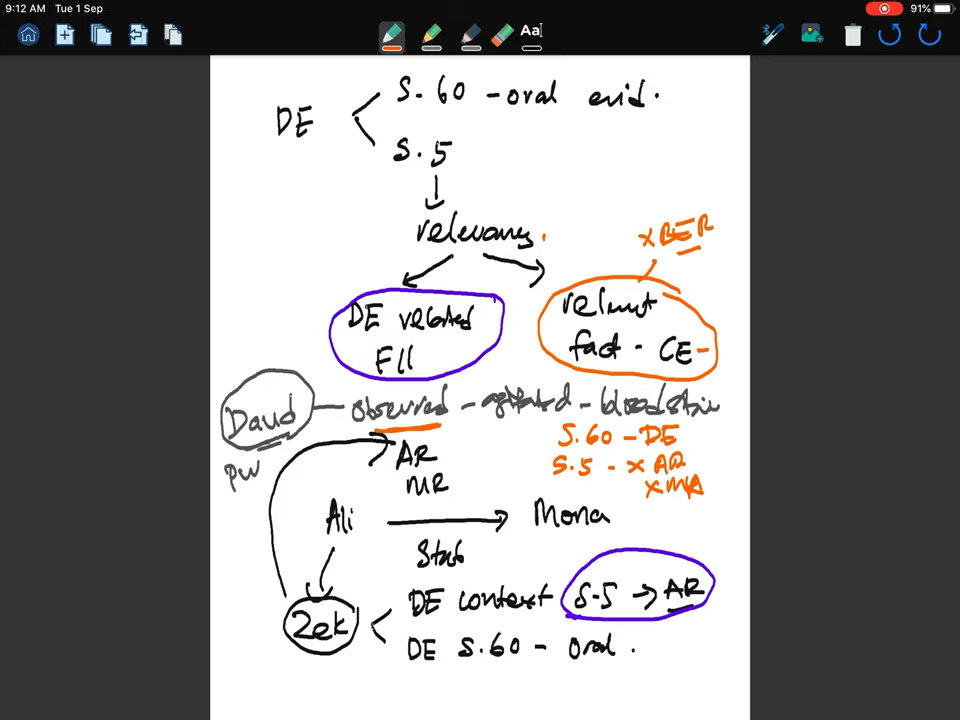 9:12 AM Tue 1 Sep
91%
Aa
S.60 - oral evid.
DE
S.5
relevancy
x BER
DE related
FII
relevant
fact - CE -
Daud - observed - agitated - bloodstain
PW
S.60 - DE
S.5 - x AR
x MR
AR
MR
Ali
Mona
Stab
DE context S.5 → AR
Zek
DE S.60 - Oral.